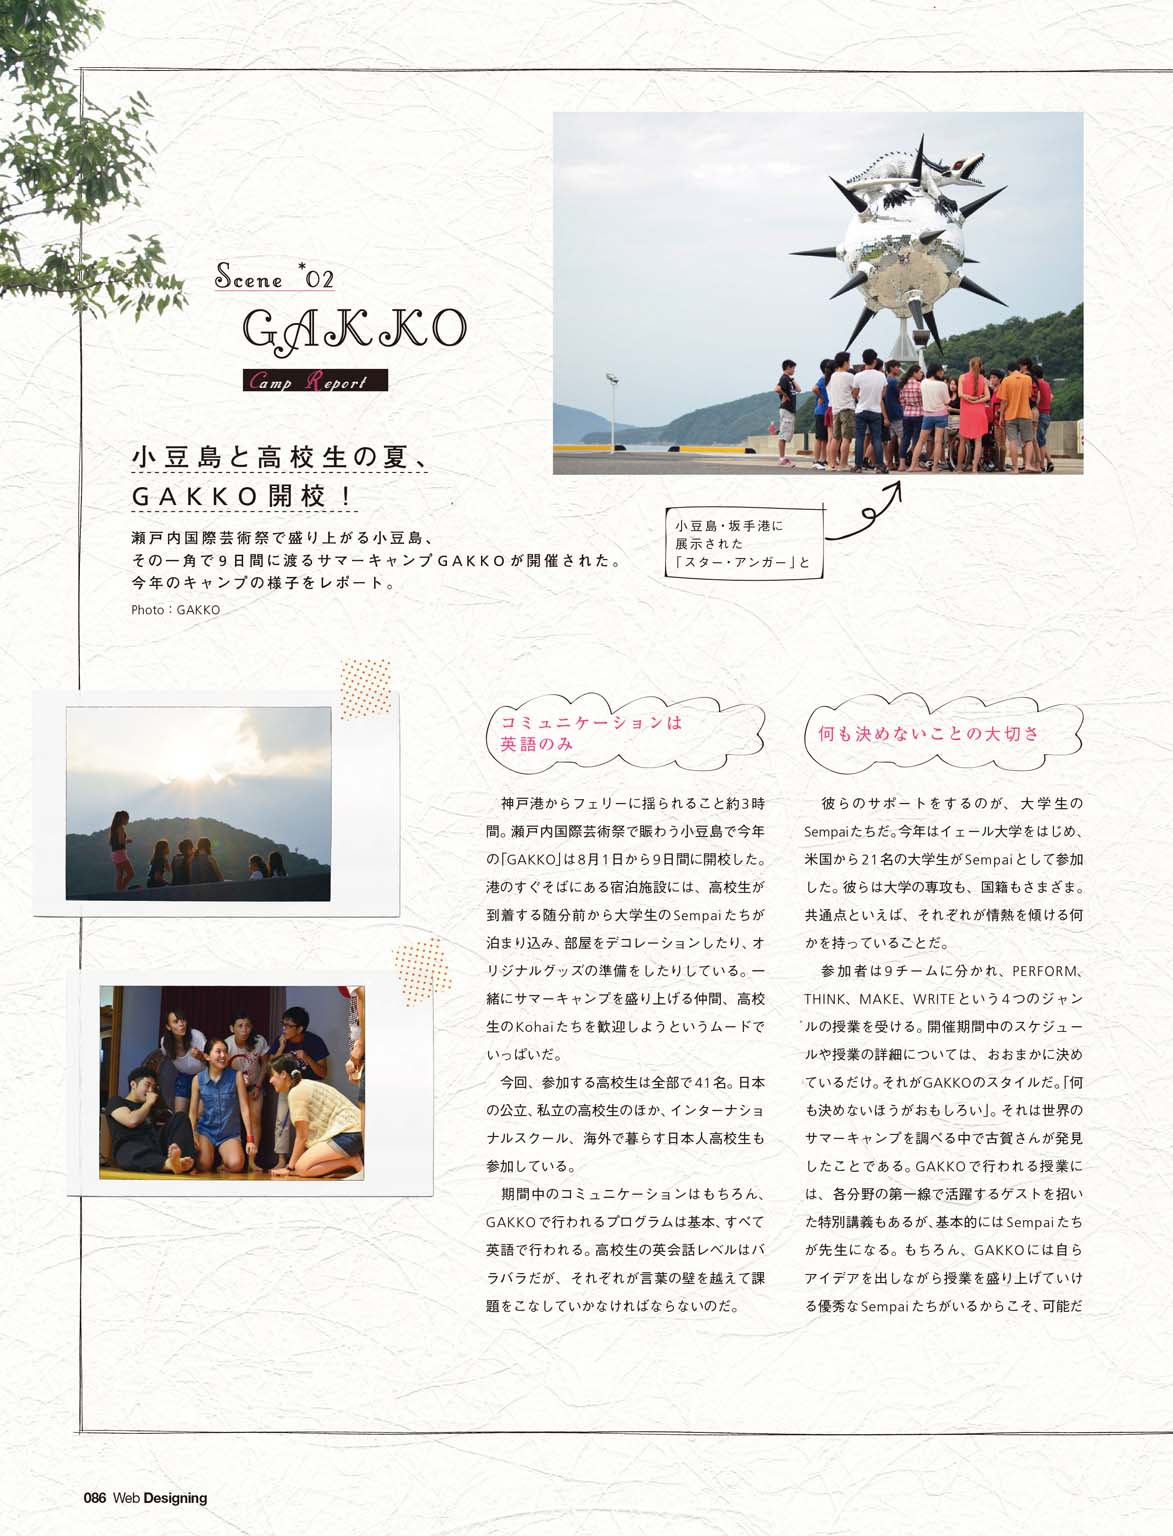 Scene *02
GAKKO
Camp Report
小豆島と高校生の夏、
GAKKO開校！
瀬戸内国際芸術祭で盛り上がる小豆島、
その一角で9日間に渡るサマーキャンプGAKKOが開催された。
今年のキャンプの様子をレポート。
Photo：GAKKO
小豆島・坂手港に
展示された
「スター・アンガー」と
コミュニケーションは
英語のみ
神戸港からフェリーに揺られること約3時
間。瀬戸内国際芸術祭で賑わう小豆島で今年
の「GAKKO」は8月1日から9日間に開校した。
港のすぐそばにある宿泊施設には、高校生が
到着する随分前から大学生のSempaiたちが
泊まり込み、部屋をデコレーションしたり、オ
リジナルグッズの準備をしたりしている。一
緒にサマーキャンプを盛り上げる仲間、高校
生のKohaiたちを歓迎しようというムードで
いっぱいだ。
今回、参加する高校生は全部で41名。日本
の公立、私立の高校生のほか、インターナショ
ナルスクール、海外で暮らす日本人高校生も
参加している。
期間中のコミュニケーションはもちろん、
GAKKOで行われるプログラムは基本、すべて
英語で行われる。高校生の英会話レベルはバ
ラバラだが、それぞれが言葉の壁を越えて課
題をこなしていかなければならないのだ。
何も決めないことの大切さ
彼らのサポートをするのが、大学生の
Sempaiたちだ。今年はイェール大学をはじめ、
米国から21名の大学生がSempaiとして参加
した。彼らは大学の専攻も、国籍もさまざま。
共通点といえば、それぞれが情熱を傾ける何
かを持っていることだ。
参加者は9チームに分かれ、PERFORM、
THINK、MAKE、WRITEという4つのジャン
ルの授業を受ける。開催期間中のスケジュー
ルや授業の詳細については、おおまかに決め
ているだけ。それがGAKKOのスタイルだ。「何
も決めないほうがおもしろい」。それは世界の
サマーキャンプを調べる中で古賀さんが発見
したことである。GAKKOで行われる授業に
は、各分野の第一線で活躍するゲストを招い
た特別講義もあるが、基本的にはSempaiたち
が先生になる。もちろん、GAKKOには自ら
アイデアを出しながら授業を盛り上げていけ
る優秀なSempaiたちがいるからこそ、可能だ
086 Web Designing